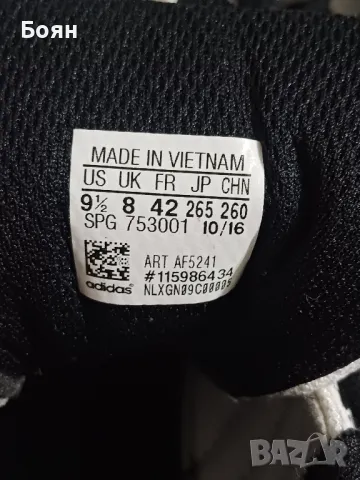 Боян
MADE IN VIETNAM
US UK FR JP CHN
9½ 8 42 265 260
SPG 753001 10/16
ART AF5241
#115986434
adidas NLXGN09C00005
BAZAR